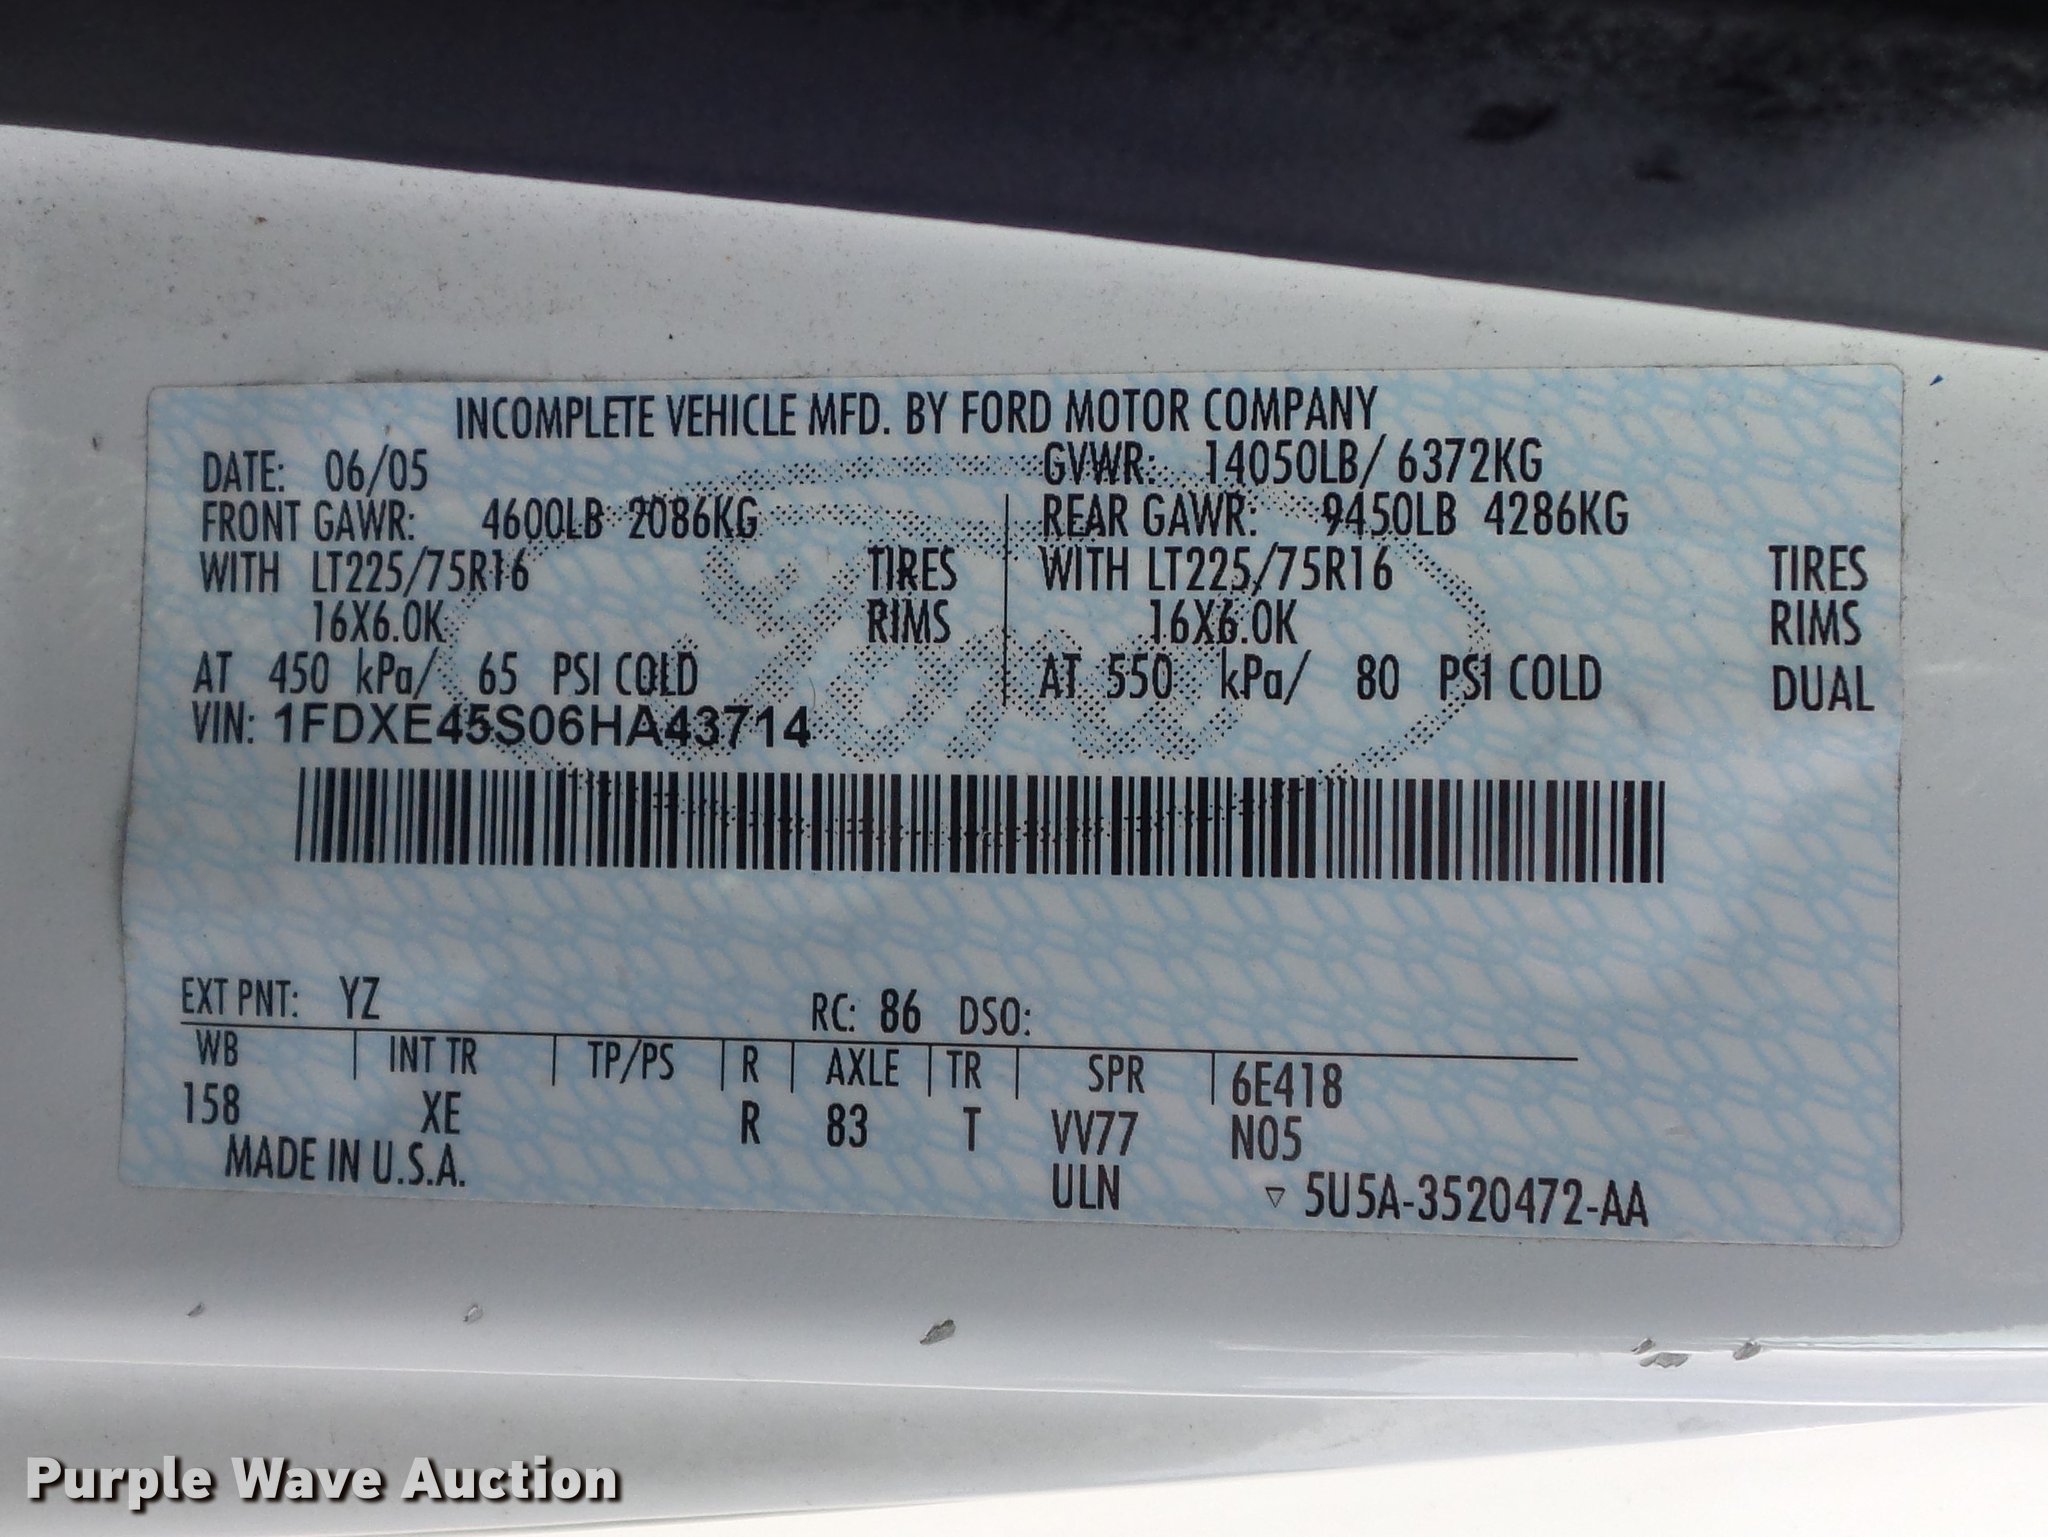 INCOMPLETE VEHICLE MFD. BY FORD MOTOR COMPANY
DATE: 06/05 GVWR: 14050LB/ 6372KG
FRONT GAWR: 4600LB 2086KG REAR GAWR: 9450LB 4286KG
WITH LT225/75R16 TIRES WITH LT225/75R16 TIRES
16X6.0K RIMS 16X6.0K RIMS
AT 450 kPa/ 65 PSI COLD AT 550 kPa/ 80 PSI COLD DUAL
VIN: 1FDXE45S06HA43714
Ford
EXT PNT: YZ RC: 86 DSO:
WB INT TR TP/PS R AXLE TR SPR 6E418
158 XE R 83 T VV77 N05
MADE IN U.S.A. ULN ▽ 5U5A-3520472-AA
Purple Wave Auction